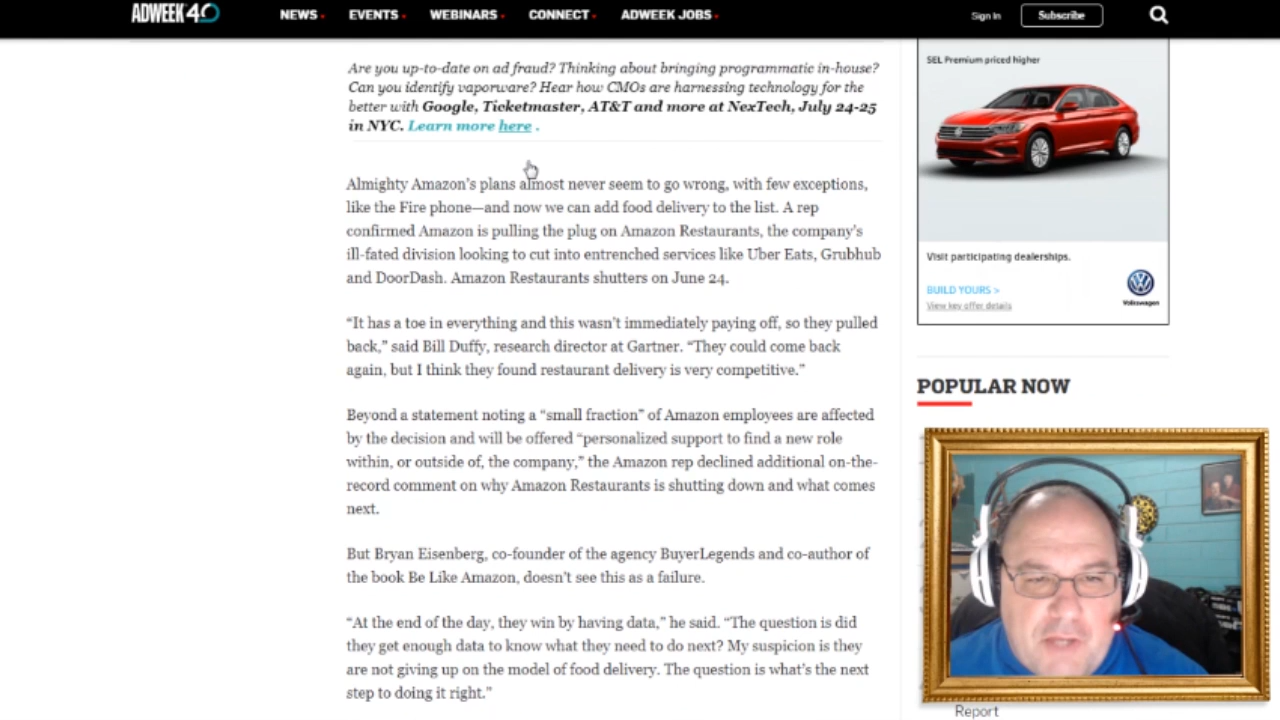 ADWEEK 40 NEWS EVENTS WEBINARS CONNECT ADWEEK JOBS Sign In Subscribe
Are you up-to-date on ad fraud? Thinking about bringing programmatic in-house?
Can you identify vaporware? Hear how CMOs are harnessing technology for the
better with Google, Ticketmaster, AT&T and more at NexTech, July 24-25
in NYC. Learn more here .
Almighty Amazon's plans almost never seem to go wrong, with few exceptions,
like the Fire phone—and now we can add food delivery to the list. A rep
confirmed Amazon is pulling the plug on Amazon Restaurants, the company's
ill-fated division looking to cut into entrenched services like Uber Eats, Grubhub
and DoorDash. Amazon Restaurants shutters on June 24.
“It has a toe in everything and this wasn't immediately paying off, so they pulled
back,” said Bill Duffy, research director at Gartner. “They could come back
again, but I think they found restaurant delivery is very competitive.”
Beyond a statement noting a “small fraction” of Amazon employees are affected
by the decision and will be offered “personalized support to find a new role
within, or outside of, the company,” the Amazon rep declined additional on-the-
record comment on why Amazon Restaurants is shutting down and what comes
next.
But Bryan Eisenberg, co-founder of the agency BuyerLegends and co-author of
the book Be Like Amazon, doesn't see this as a failure.
“At the end of the day, they win by having data,” he said. “The question is did
they get enough data to know what they need to do next? My suspicion is they
are not giving up on the model of food delivery. The question is what's the next
step to doing it right.”
SEL Premium priced higher
Visit participating dealerships.
BUILD YOURS >
View key offer details
Volkswagen
POPULAR NOW
Report